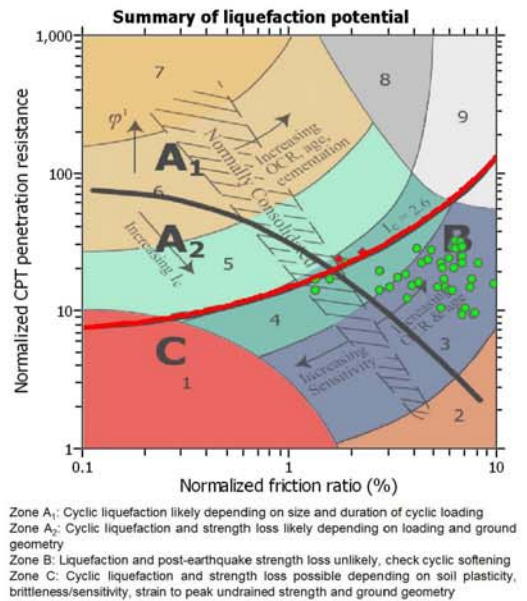 Summary of liquefaction potential
Normalized CPT penetration resistance
1,000
100
10
1
7
8
9
φ'
A1
Normally Consolidated
Increasing
OCR, age,
cementation
6
A2
Increasing Ic
5
Ic = 2.6
B
4
C
1
Increasing
Sensitivity
Increasing
OCR & age
3
2
0.1
1
10
Normalized friction ratio (%)
Zone A1: Cyclic liquefaction likely depending on size and duration of cyclic loading
Zone A2: Cyclic liquefaction and strength loss likely depending on loading and ground
geometry
Zone B: Liquefaction and post-earthquake strength loss unlikely, check cyclic softening
Zone C: Cyclic liquefaction and strength loss possible depending on soil plasticity,
brittleness/sensitivity, strain to peak undrained strength and ground geometry